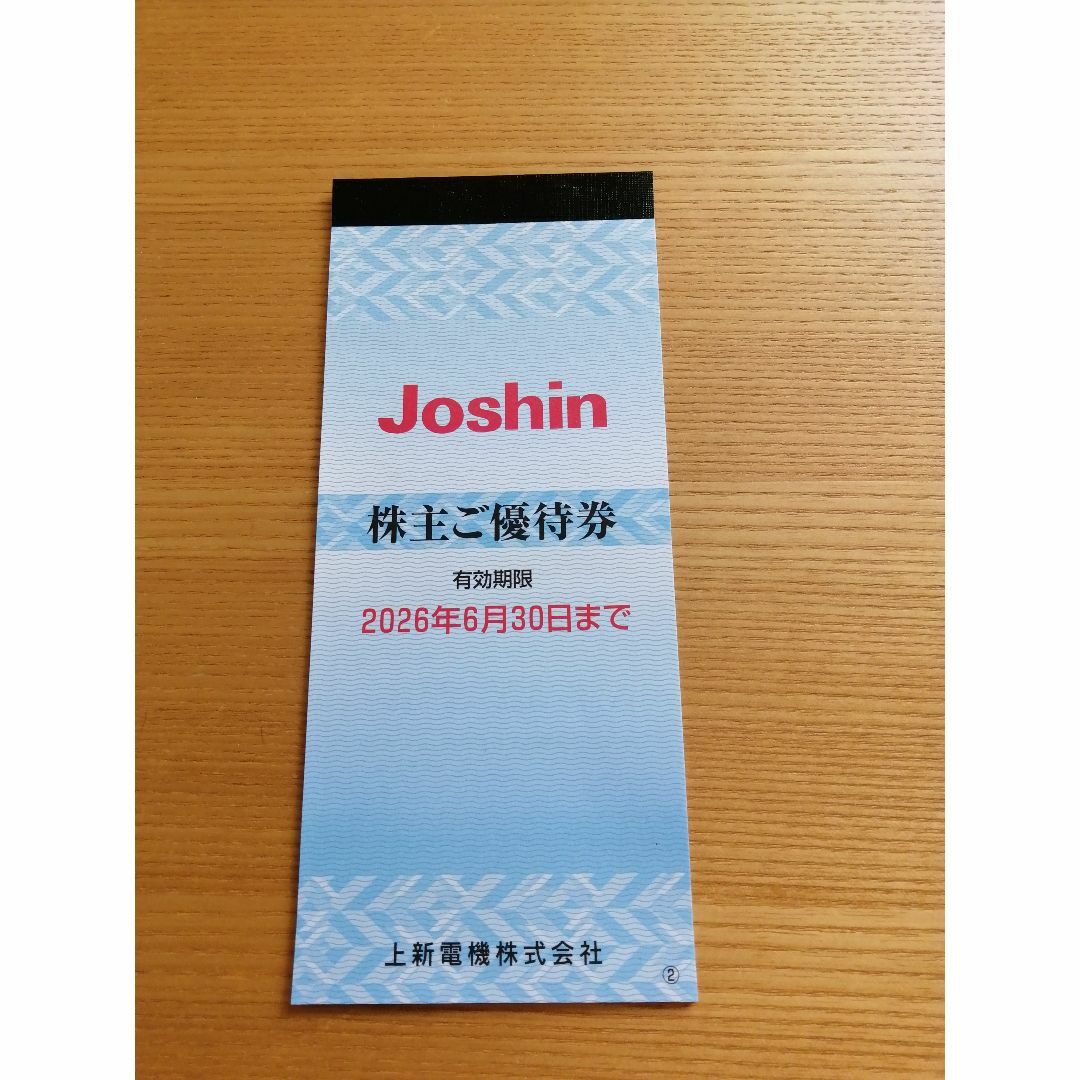 Joshin
株主ご優待券
有効期限
2026年6月30日まで
上新電機株式会社
②